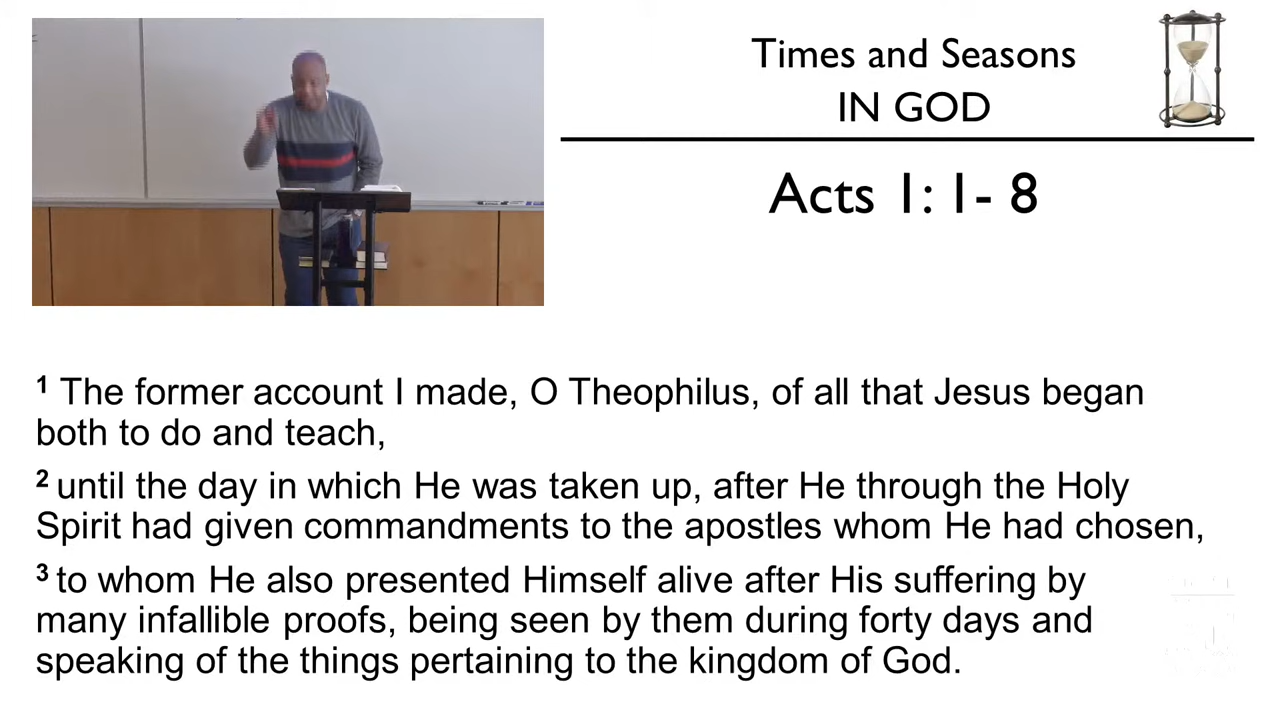 Times and Seasons
IN GOD
Acts 1: 1- 8
1 The former account I made, O Theophilus, of all that Jesus began
both to do and teach,
2 until the day in which He was taken up, after He through the Holy
Spirit had given commandments to the apostles whom He had chosen,
3 to whom He also presented Himself alive after His suffering by
many infallible proofs, being seen by them during forty days and
speaking of the things pertaining to the kingdom of God.